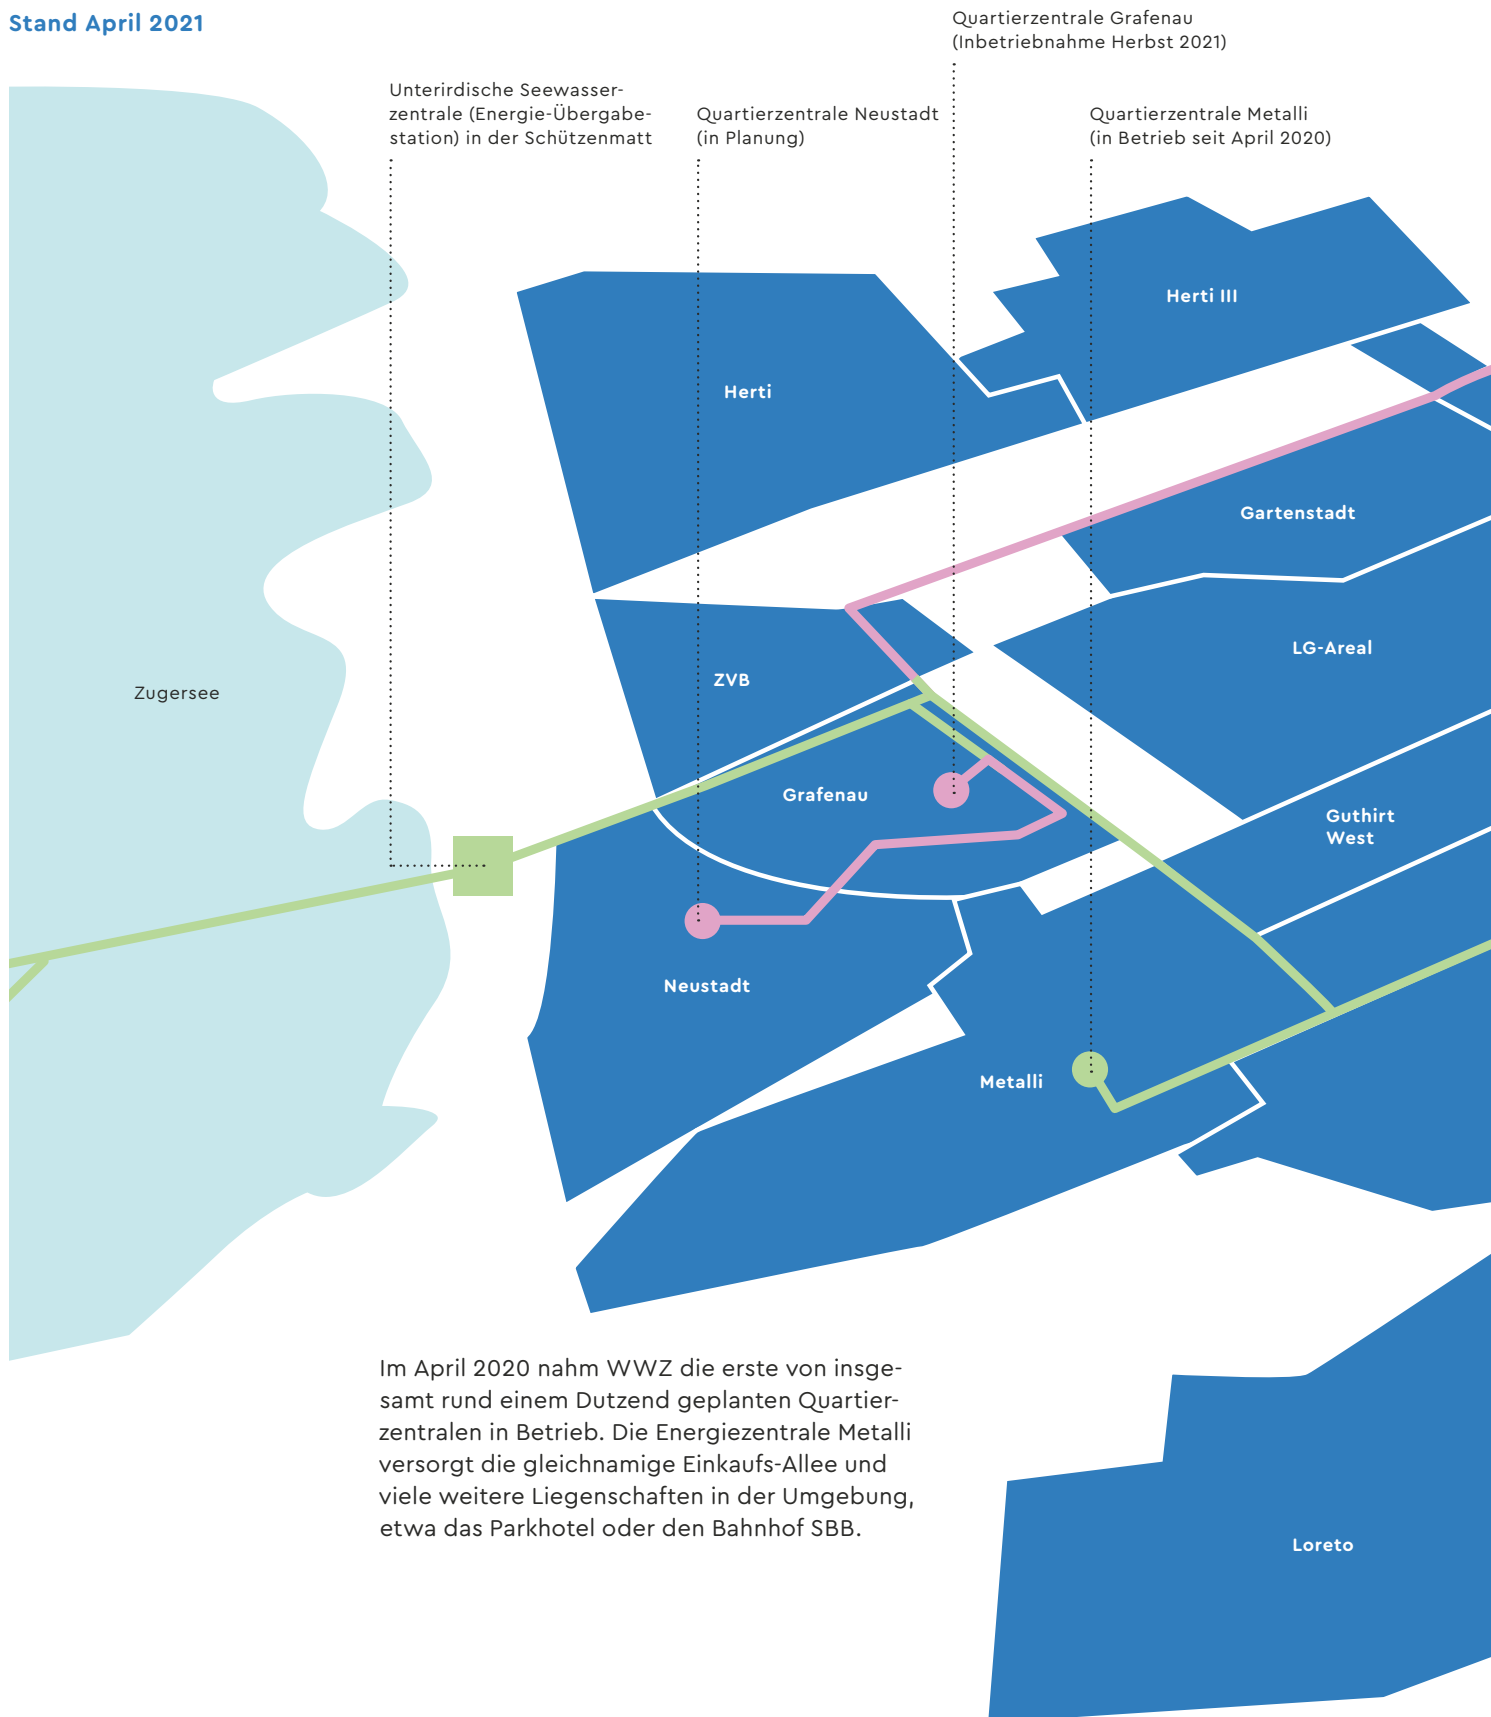 Stand April 2021
Quartierzentrale Grafenau
(Inbetriebnahme Herbst 2021)
Unterirdische Seewasser-
zentrale (Energie-Übergabe-
station) in der Schützenmatt
Quartierzentrale Neustadt
(in Planung)
Quartierzentrale Metalli
(in Betrieb seit April 2020)
Herti III
Herti
Gartenstadt
LG-Areal
ZVB
Zugersee
Grafenau
Guthirt
West
Neustadt
Metalli
Im April 2020 nahm WWZ die erste von insge-
samt rund einem Dutzend geplanten Quartier-
zentralen in Betrieb. Die Energiezentrale Metalli
versorgt die gleichnamige Einkaufs-Allee und
viele weitere Liegenschaften in der Umgebung,
etwa das Parkhotel oder den Bahnhof SBB.
Loreto